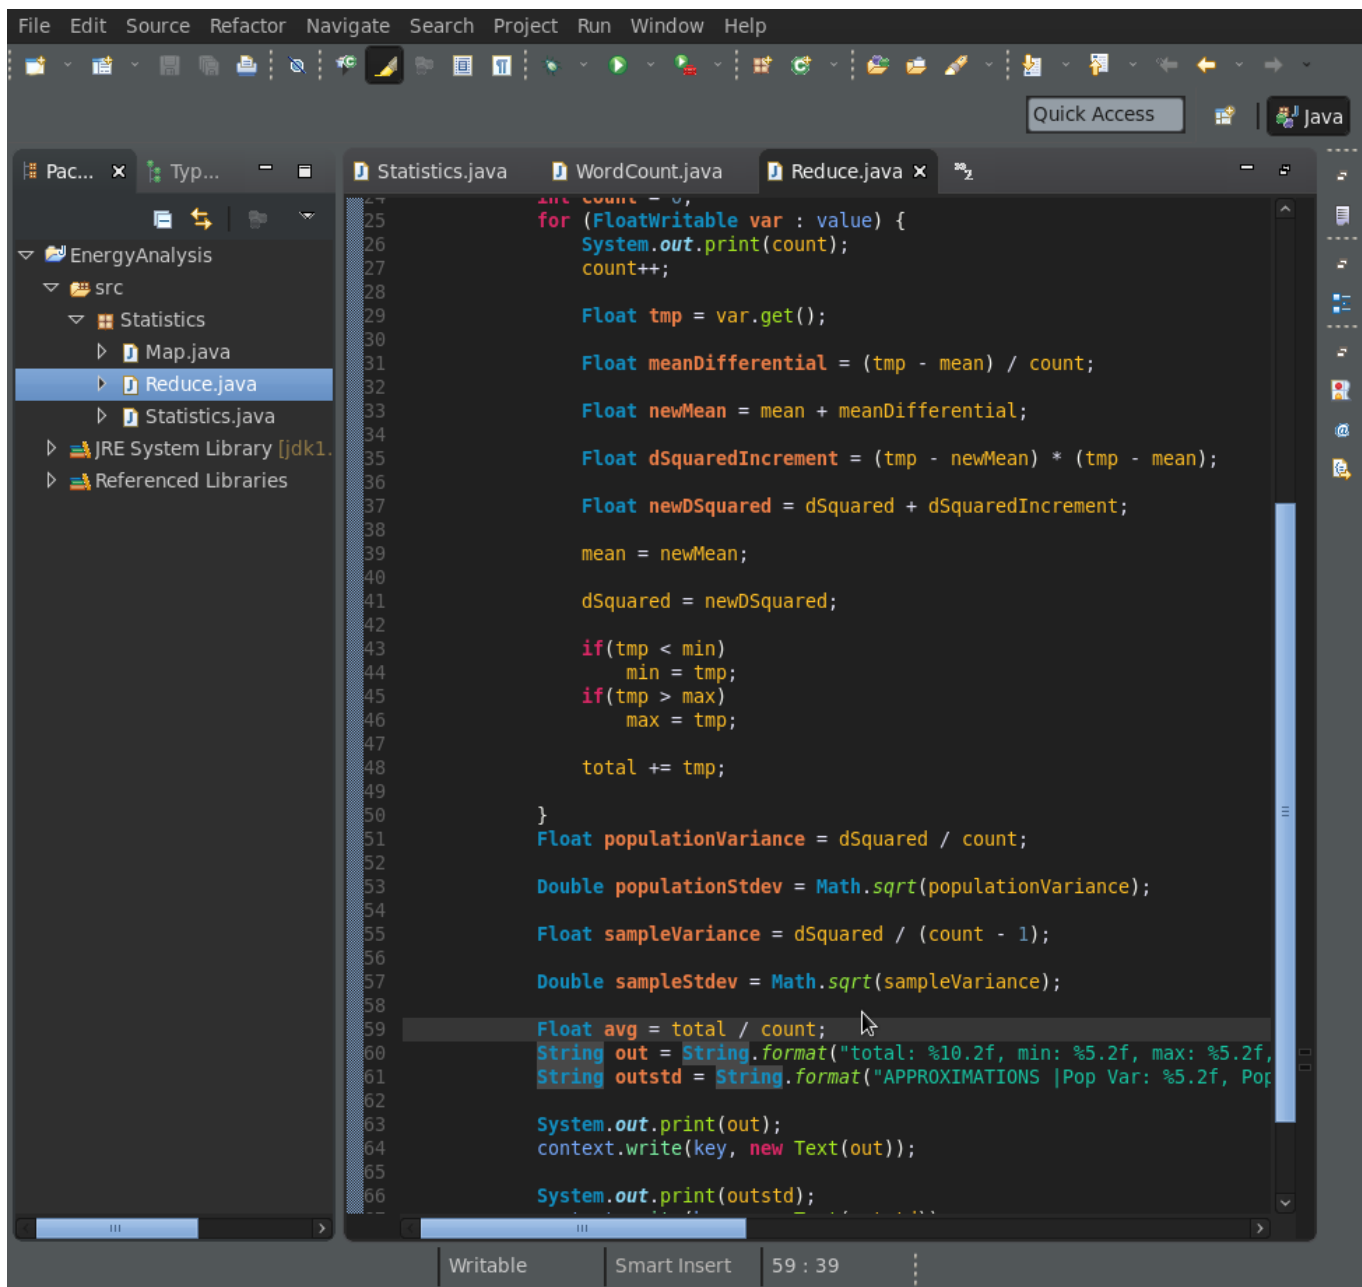 File Edit Source Refactor Navigate Search Project Run Window Help
Quick Access
Java
Pac... Typ...
Statistics.java WordCount.java Reduce.java 2
EnergyAnalysis
src
Statistics
Map.java
Reduce.java
Statistics.java
JRE System Library [jdk1.
Referenced Libraries
24 int count = 0;
25 for (FloatWritable var : value) {
26 System.out.print(count);
27 count++;
28
29 Float tmp = var.get();
30
31 Float meanDifferential = (tmp - mean) / count;
32
33 Float newMean = mean + meanDifferential;
34
35 Float dSquaredIncrement = (tmp - newMean) * (tmp - mean);
36
37 Float newDSquared = dSquared + dSquaredIncrement;
38
39 mean = newMean;
40
41 dSquared = newDSquared;
42
43 if(tmp < min)
44 min = tmp;
45 if(tmp > max)
46 max = tmp;
47
48 total += tmp;
49
50 }
51 Float populationVariance = dSquared / count;
52
53 Double populationStdev = Math.sqrt(populationVariance);
54
55 Float sampleVariance = dSquared / (count - 1);
56
57 Double sampleStdev = Math.sqrt(sampleVariance);
58
59 Float avg = total / count;
60 String out = String.format("total: %10.2f, min: %5.2f, max: %5.2f,
61 String outstd = String.format("APPROXIMATIONS |Pop Var: %5.2f, Pop
62
63 System.out.print(out);
64 context.write(key, new Text(out));
65
66 System.out.print(outstd);
Writable Smart Insert 59 : 39